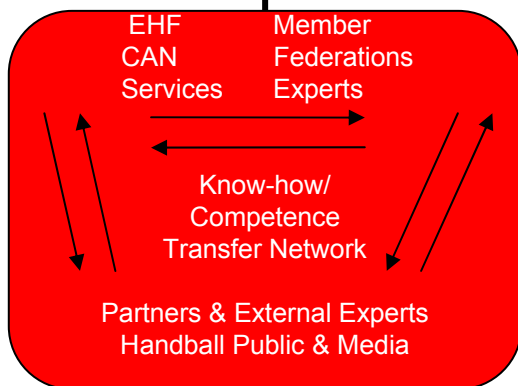 EHF
CAN
Services
Member
Federations
Experts
Know-how/
Competence
Transfer Network
Partners & External Experts
Handball Public & Media